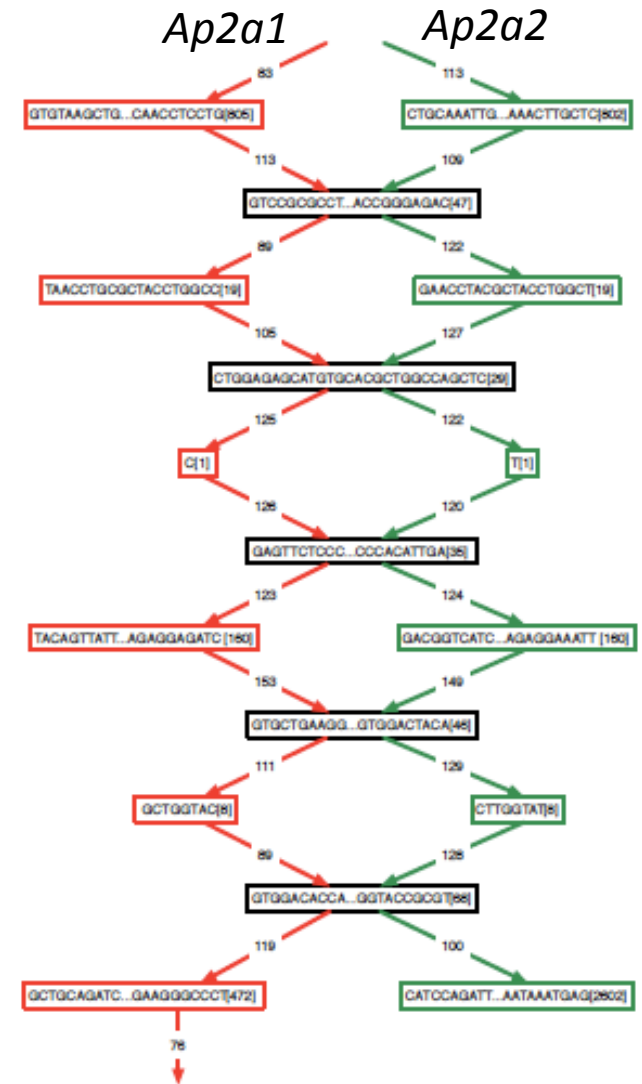 Ap2a1 Ap2a2
83 113
GTGTAAGCTG...CAACCTCCTG[805] CTGCAAATTG...AAACTTGCTC[802]
113 109
GTCCGCGCCT...ACCGGGAGAC[47]
89 122
TAACCTGCGCTACCTGGCC[19] GAACCTACGCTACCTGGCT[19]
105 127
CTGGAGAGCATGTGCACGCTGGCCAGCTC[29]
125 122
C[1] T[1]
126 120
GAGTTCTCCC...CCCACATTGA[35]
123 124
TACAGTTATT...AGAGGAGATC [160] GACGGTCATC...AGAGGAAATT [160]
153 149
GTGCTGAAGG...GTGGACTACA[46]
111 129
GCTGGTAC[8] CTTGGTAT[8]
89 128
GTGGACACCA...GGTACCGCGT[68]
119 100
GCTGCAGATC...GAAGGGCCCT[472] CATCCAGATT...AATAAATGAG[2602]
76